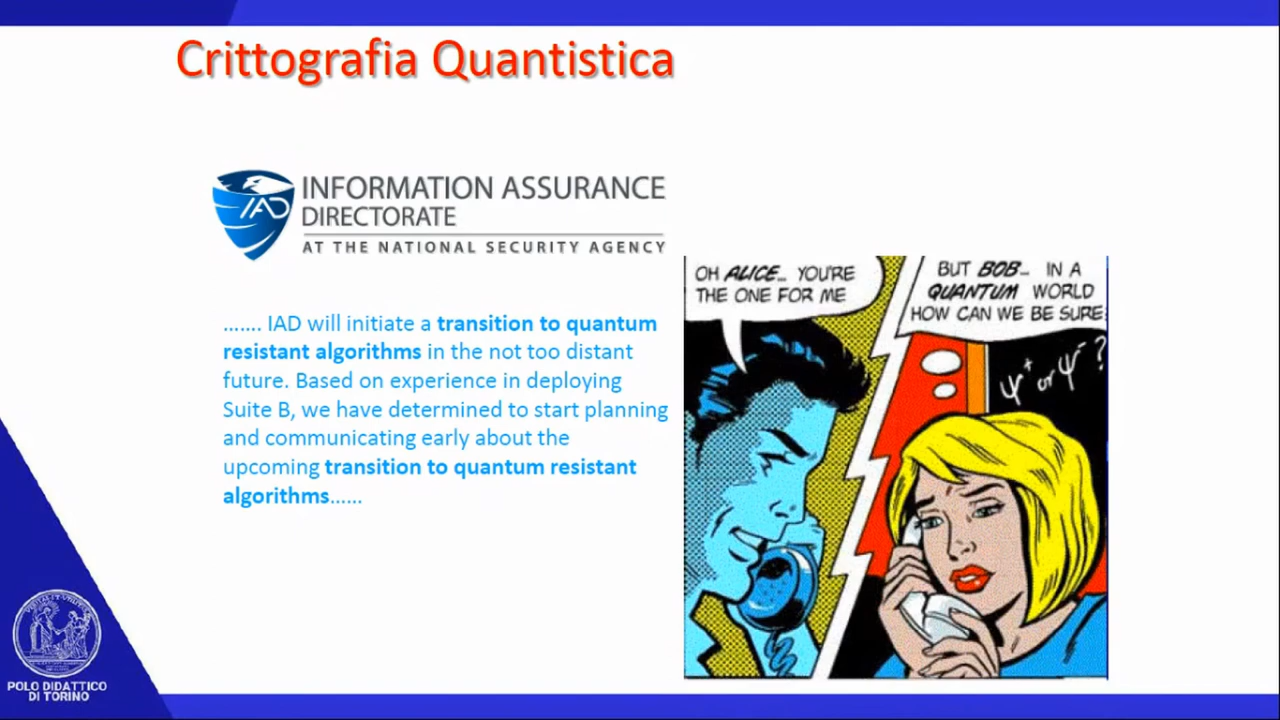 Crittografia Quantistica
IAD
INFORMATION ASSURANCE
DIRECTORATE
AT THE NATIONAL SECURITY AGENCY
....... IAD will initiate a transition to quantum
resistant algorithms in the not too distant
future. Based on experience in deploying
Suite B, we have determined to start planning
and communicating early about the
upcoming transition to quantum resistant
algorithms......
OH ALICE... YOU'RE
THE ONE FOR ME
BUT BOB... IN A
QUANTUM WORLD
HOW CAN WE BE SURE
Ψ⁺ or Ψ⁻ ?
POLO DIDATTICO
DI TORINO